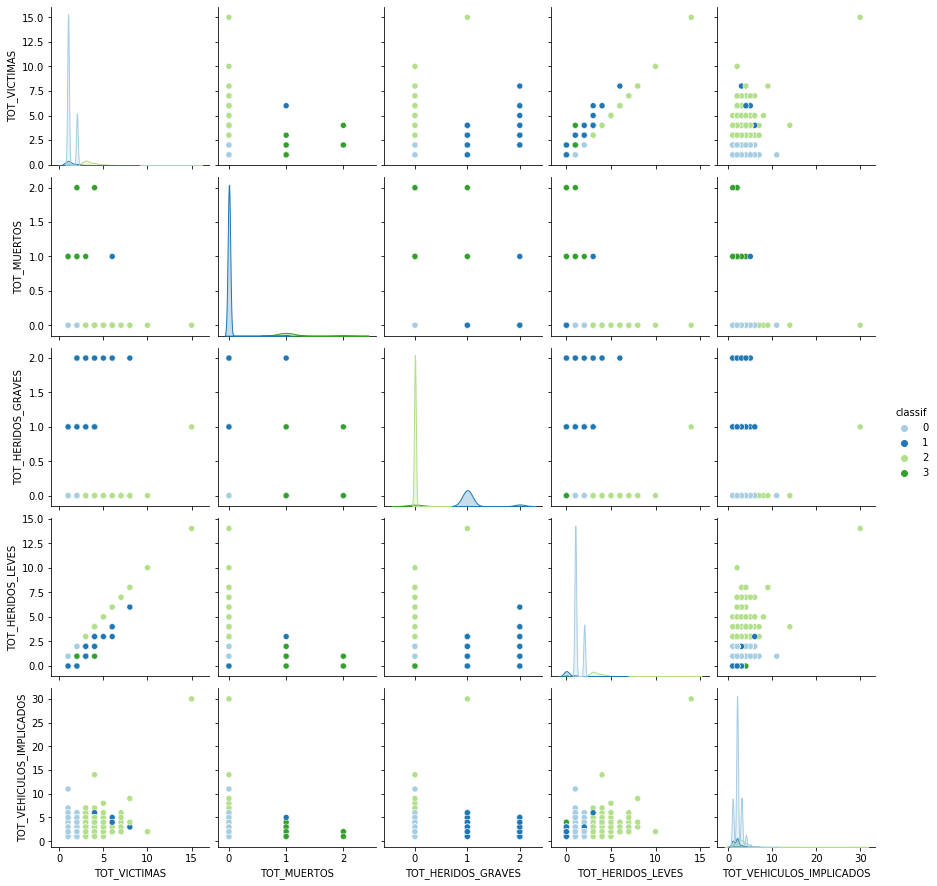 15.0
12.5
10.0
7.5
5.0
2.5
0.0
TOT_VICTIMAS
2.0
1.5
1.0
0.5
0.0
TOT_MUERTOS
2.0
1.5
1.0
0.5
0.0
TOT_HERIDOS_GRAVES
classif
0
1
2
3
15.0
12.5
10.0
7.5
5.0
2.5
0.0
TOT_HERIDOS_LEVES
30
25
20
15
10
5
0
TOT_VEHICULOS_IMPLICADOS
0 5 10 15
0 1 2
0 1 2
0 5 10 15
0 10 20 30
TOT_VICTIMAS
TOT_MUERTOS
TOT_HERIDOS_GRAVES
TOT_HERIDOS_LEVES
TOT_VEHICULOS_IMPLICADOS